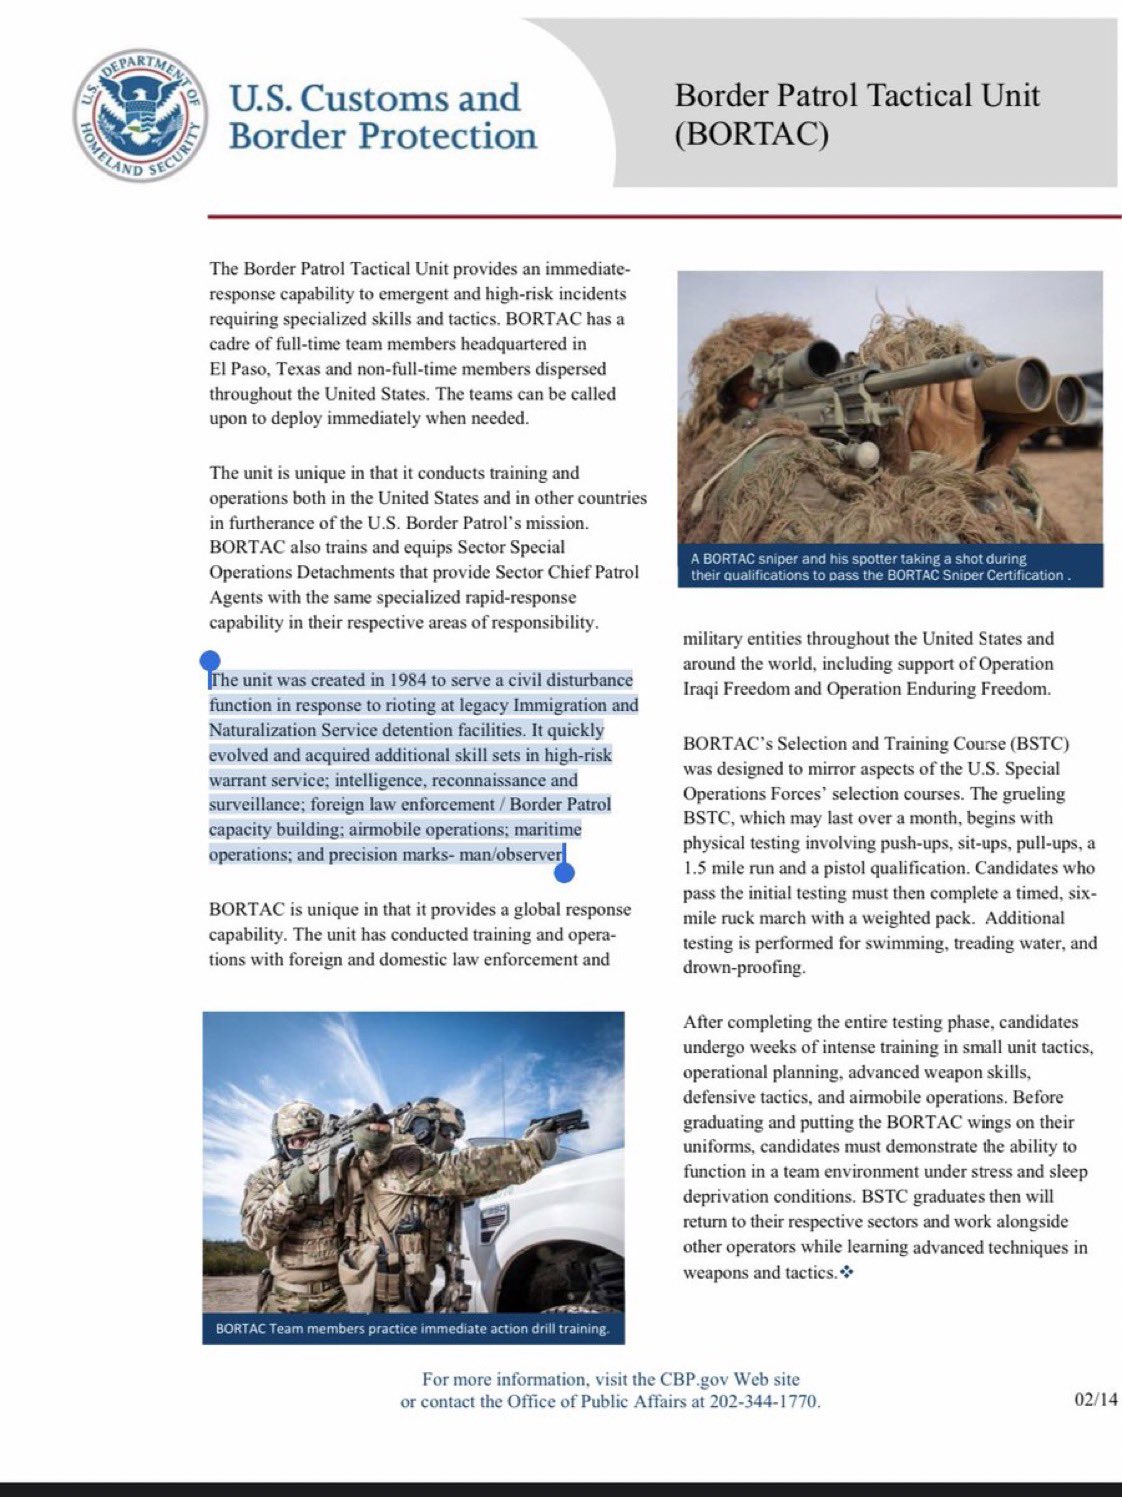 U.S. DEPARTMENT OF
HOMELAND SECURITY
U.S. Customs and
Border Protection
Border Patrol Tactical Unit
(BORTAC)
The Border Patrol Tactical Unit provides an immediate-
response capability to emergent and high-risk incidents
requiring specialized skills and tactics. BORTAC has a
cadre of full-time team members headquartered in
El Paso, Texas and non-full-time members dispersed
throughout the United States. The teams can be called
upon to deploy immediately when needed.
The unit is unique in that it conducts training and
operations both in the United States and in other countries
in furtherance of the U.S. Border Patrol's mission.
BORTAC also trains and equips Sector Special
Operations Detachments that provide Sector Chief Patrol
Agents with the same specialized rapid-response
capability in their respective areas of responsibility.
The unit was created in 1984 to serve a civil disturbance
function in response to rioting at legacy Immigration and
Naturalization Service detention facilities. It quickly
evolved and acquired additional skill sets in high-risk
warrant service; intelligence, reconnaissance and
surveillance; foreign law enforcement / Border Patrol
capacity building; airmobile operations; maritime
operations; and precision marks- man/observer
BORTAC is unique in that it provides a global response
capability. The unit has conducted training and opera-
tions with foreign and domestic law enforcement and
BORTAC Team members practice immediate action drill training.
A BORTAC sniper and his spotter taking a shot during
their qualifications to pass the BORTAC Sniper Certification .
military entities throughout the United States and
around the world, including support of Operation
Iraqi Freedom and Operation Enduring Freedom.
BORTAC's Selection and Training Course (BSTC)
was designed to mirror aspects of the U.S. Special
Operations Forces' selection courses. The grueling
BSTC, which may last over a month, begins with
physical testing involving push-ups, sit-ups, pull-ups, a
1.5 mile run and a pistol qualification. Candidates who
pass the initial testing must then complete a timed, six-
mile ruck march with a weighted pack. Additional
testing is performed for swimming, treading water, and
drown-proofing.
After completing the entire testing phase, candidates
undergo weeks of intense training in small unit tactics,
operational planning, advanced weapon skills,
defensive tactics, and airmobile operations. Before
graduating and putting the BORTAC wings on their
uniforms, candidates must demonstrate the ability to
function in a team environment under stress and sleep
deprivation conditions. BSTC graduates then will
return to their respective sectors and work alongside
other operators while learning advanced techniques in
weapons and tactics.❖
For more information, visit the CBP.gov Web site
or contact the Office of Public Affairs at 202-344-1770.
02/14